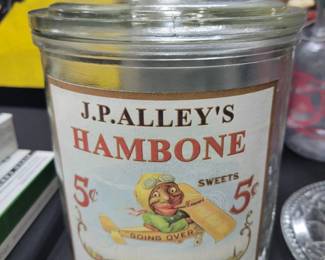 J.P.ALLEY'S
HAMBONE
5¢ SWEETS 5¢
GOING OVER